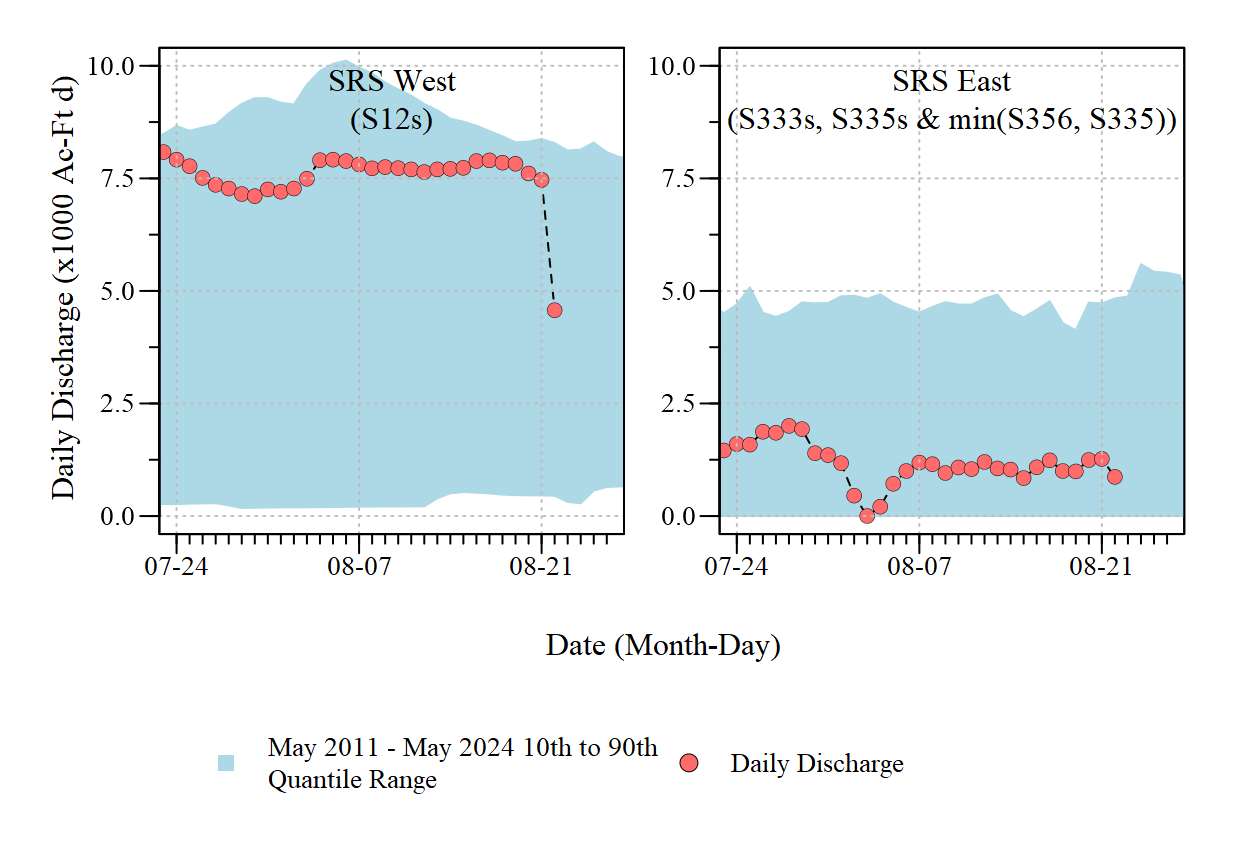 SRS West
(S12s)
SRS East
(S333s, S335s & min(S356, S335))
Daily Discharge (x1000 Ac-Ft d)
10.0
7.5
5.0
2.5
0.0
07-24
08-07
08-21
10.0
7.5
5.0
2.5
0.0
07-24
08-07
08-21
Date (Month-Day)
May 2011 - May 2024 10th to 90th
Quantile Range
Daily Discharge